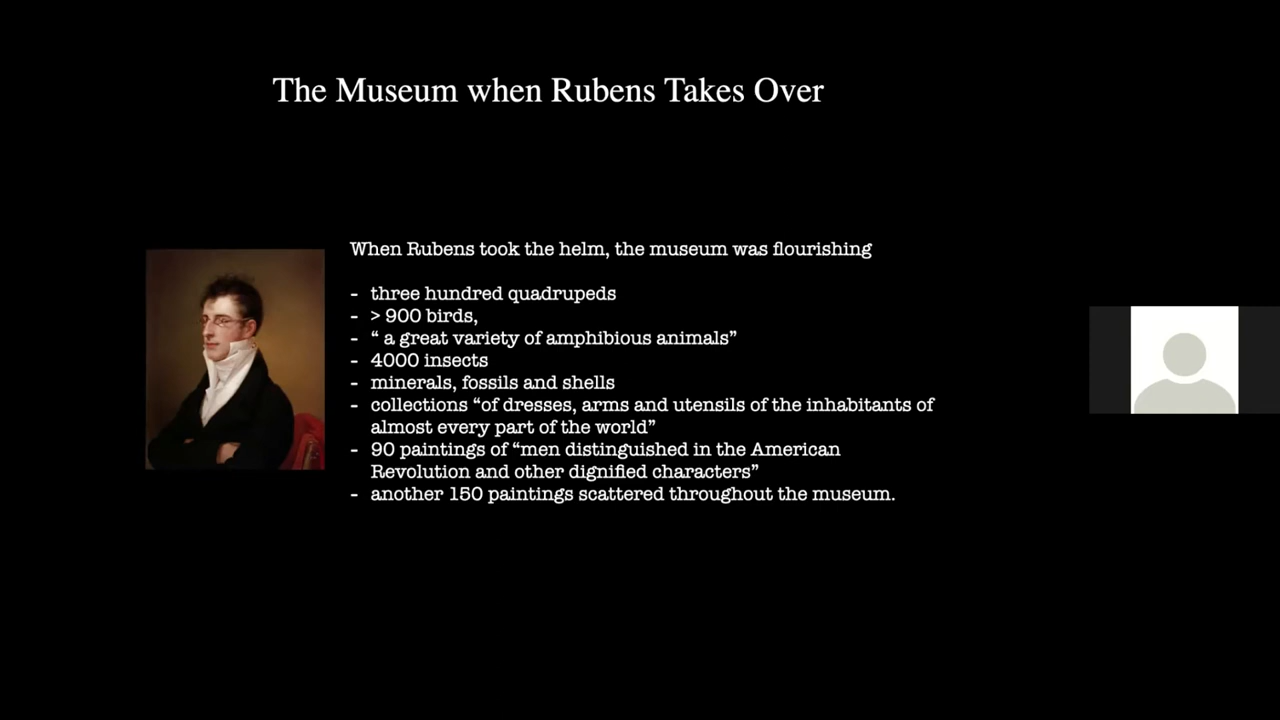 The Museum when Rubens Takes Over
When Rubens took the helm, the museum was flourishing
- three hundred quadrupeds
- > 900 birds,
- “ a great variety of amphibious animals”
- 4000 insects
- minerals, fossils and shells
- collections “of dresses, arms and utensils of the inhabitants of
almost every part of the world”
- 90 paintings of “men distinguished in the American
Revolution and other dignified characters”
- another 150 paintings scattered throughout the museum.